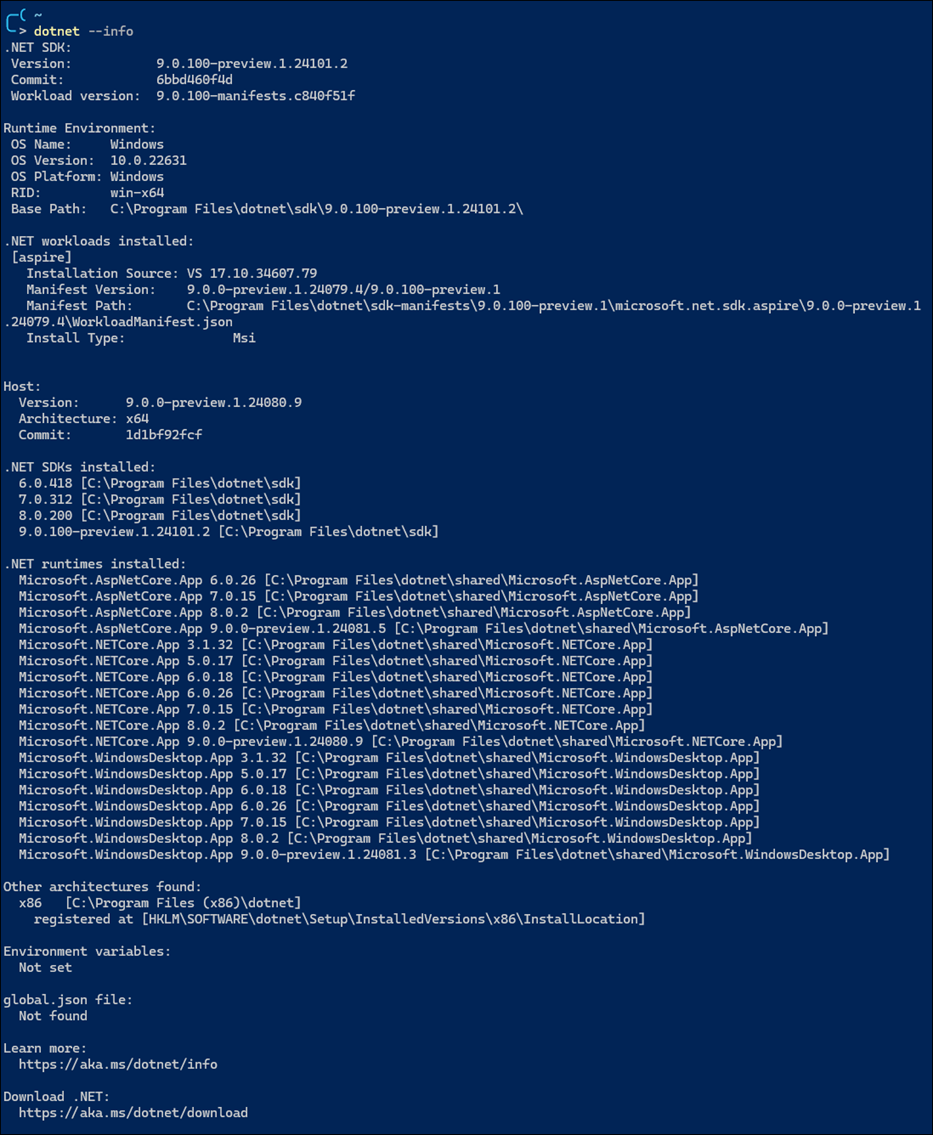 ~
> dotnet --info
.NET SDK:
 Version:           9.0.100-preview.1.24101.2
 Commit:            6bbd460f4d
 Workload version:  9.0.100-manifests.c840f51f

Runtime Environment:
 OS Name:     Windows
 OS Version:  10.0.22631
 OS Platform: Windows
 RID:         win-x64
 Base Path:   C:\Program Files\dotnet\sdk\9.0.100-preview.1.24101.2\

.NET workloads installed:
 [aspire]
   Installation Source: VS 17.10.34607.79
   Manifest Version:    9.0.0-preview.1.24079.4/9.0.100-preview.1
   Manifest Path:       C:\Program Files\dotnet\sdk-manifests\9.0.100-preview.1\microsoft.net.sdk.aspire\9.0.0-preview.1
.24079.4\WorkloadManifest.json
   Install Type:              Msi

Host:
  Version:      9.0.0-preview.1.24080.9
  Architecture: x64
  Commit:       1d1bf92fcf

.NET SDKs installed:
  6.0.418 [C:\Program Files\dotnet\sdk]
  7.0.312 [C:\Program Files\dotnet\sdk]
  8.0.200 [C:\Program Files\dotnet\sdk]
  9.0.100-preview.1.24101.2 [C:\Program Files\dotnet\sdk]

.NET runtimes installed:
  Microsoft.AspNetCore.App 6.0.26 [C:\Program Files\dotnet\shared\Microsoft.AspNetCore.App]
  Microsoft.AspNetCore.App 7.0.15 [C:\Program Files\dotnet\shared\Microsoft.AspNetCore.App]
  Microsoft.AspNetCore.App 8.0.2 [C:\Program Files\dotnet\shared\Microsoft.AspNetCore.App]
  Microsoft.AspNetCore.App 9.0.0-preview.1.24081.5 [C:\Program Files\dotnet\shared\Microsoft.AspNetCore.App]
  Microsoft.NETCore.App 3.1.32 [C:\Program Files\dotnet\shared\Microsoft.NETCore.App]
  Microsoft.NETCore.App 5.0.17 [C:\Program Files\dotnet\shared\Microsoft.NETCore.App]
  Microsoft.NETCore.App 6.0.18 [C:\Program Files\dotnet\shared\Microsoft.NETCore.App]
  Microsoft.NETCore.App 6.0.26 [C:\Program Files\dotnet\shared\Microsoft.NETCore.App]
  Microsoft.NETCore.App 7.0.15 [C:\Program Files\dotnet\shared\Microsoft.NETCore.App]
  Microsoft.NETCore.App 8.0.2 [C:\Program Files\dotnet\shared\Microsoft.NETCore.App]
  Microsoft.NETCore.App 9.0.0-preview.1.24080.9 [C:\Program Files\dotnet\shared\Microsoft.NETCore.App]
  Microsoft.WindowsDesktop.App 3.1.32 [C:\Program Files\dotnet\shared\Microsoft.WindowsDesktop.App]
  Microsoft.WindowsDesktop.App 5.0.17 [C:\Program Files\dotnet\shared\Microsoft.WindowsDesktop.App]
  Microsoft.WindowsDesktop.App 6.0.18 [C:\Program Files\dotnet\shared\Microsoft.WindowsDesktop.App]
  Microsoft.WindowsDesktop.App 6.0.26 [C:\Program Files\dotnet\shared\Microsoft.WindowsDesktop.App]
  Microsoft.WindowsDesktop.App 7.0.15 [C:\Program Files\dotnet\shared\Microsoft.WindowsDesktop.App]
  Microsoft.WindowsDesktop.App 8.0.2 [C:\Program Files\dotnet\shared\Microsoft.WindowsDesktop.App]
  Microsoft.WindowsDesktop.App 9.0.0-preview.1.24081.3 [C:\Program Files\dotnet\shared\Microsoft.WindowsDesktop.App]

Other architectures found:
  x86   [C:\Program Files (x86)\dotnet]
    registered at [HKLM\SOFTWARE\dotnet\Setup\InstalledVersions\x86\InstallLocation]

Environment variables:
  Not set

global.json file:
  Not found

Learn more:
  https://aka.ms/dotnet/info

Download .NET:
  https://aka.ms/dotnet/download